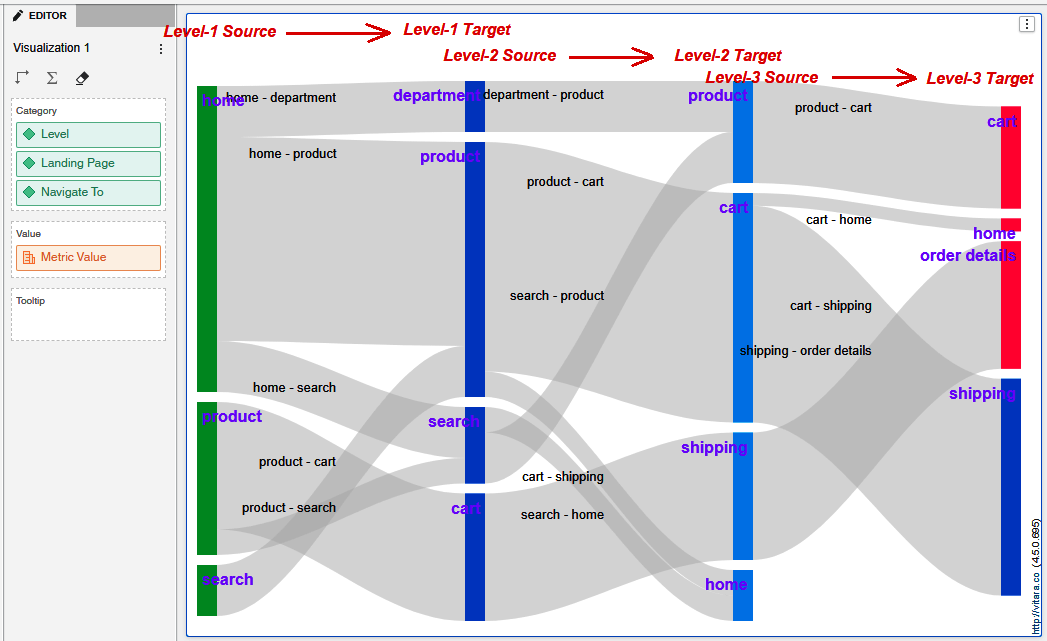 EDITOR
Visualization 1
Category
Level
Landing Page
Navigate To
Value
Metric Value
Tooltip
Level-1 Source
Level-1 Target
Level-2 Source
Level-2 Target
Level-3 Source
Level-3 Target
home
home - department
home - product
home - search
product
product - cart
product - search
search
department
department - product
product
product - cart
search - product
search
cart
cart - shipping
search - home
product
product - cart
cart
cart - home
cart - shipping
shipping - order details
shipping
home
cart
home
order details
shipping
http://vitara.co (4.5.0.695)